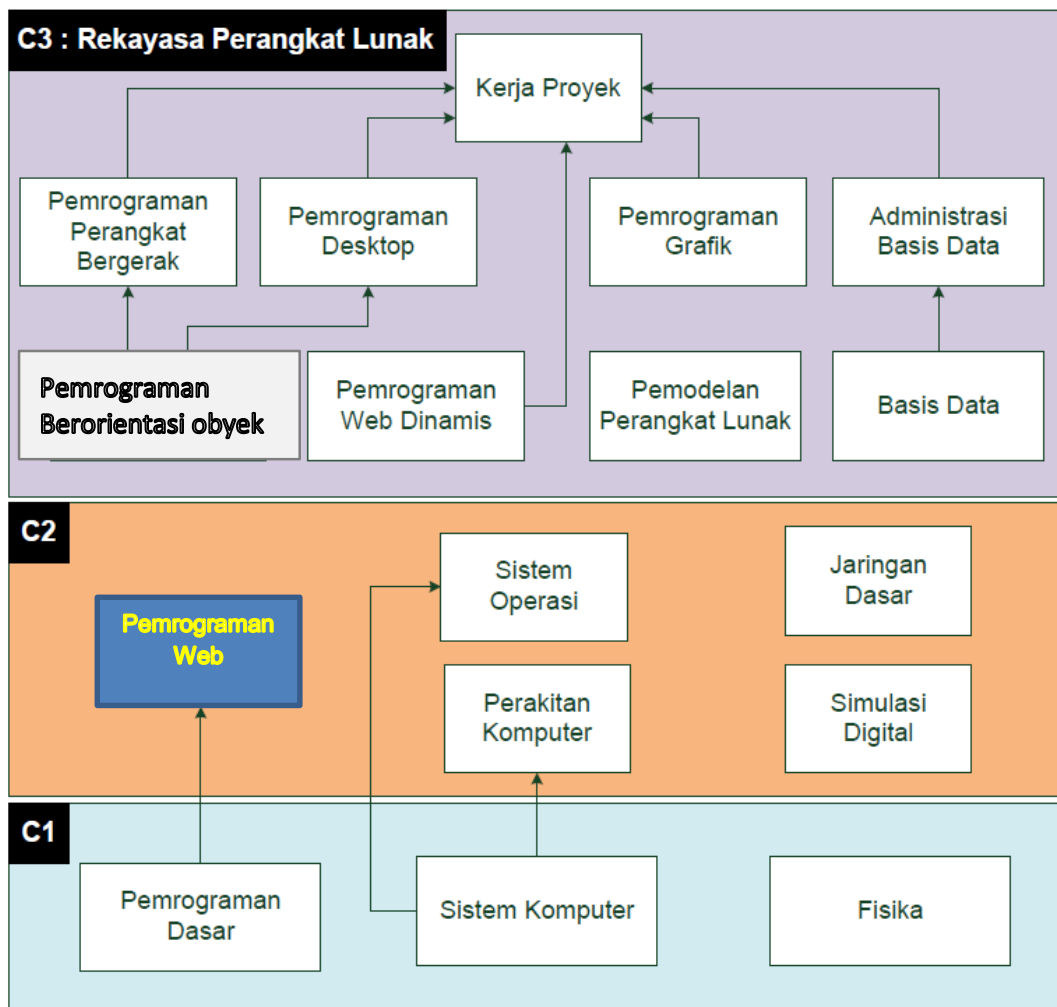 C3 : Rekayasa Perangkat Lunak
Kerja Proyek
Pemrograman
Perangkat
Bergerak
Pemrograman
Desktop
Pemrograman
Grafik
Administrasi
Basis Data
Pemrograman
Berorientasi obyek
Pemrograman
Web Dinamis
Pemodelan
Perangkat Lunak
Basis Data
C2
Pemrograman
Web
Sistem
Operasi
Jaringan
Dasar
Perakitan
Komputer
Simulasi
Digital
C1
Pemrograman
Dasar
Sistem Komputer
Fisika